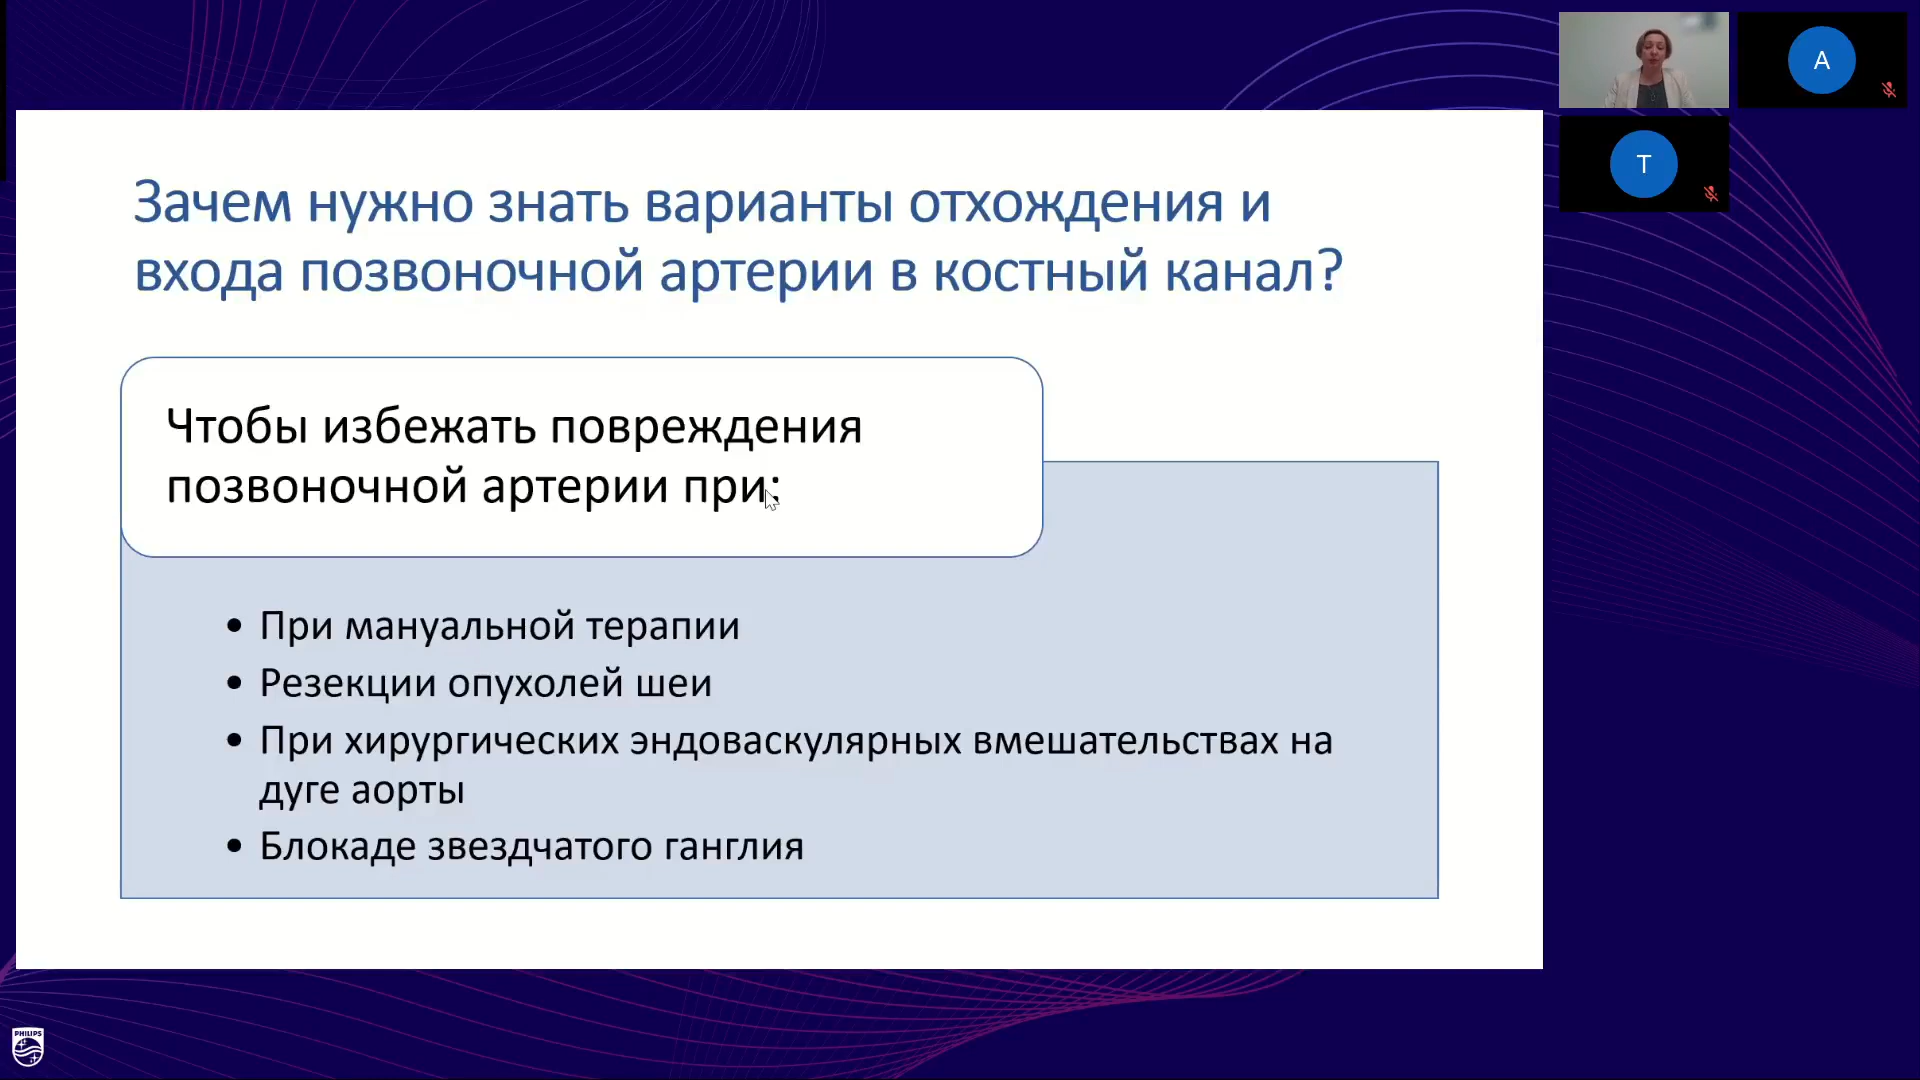 Зачем нужно знать варианты отхождения и
входа позвоночной артерии в костный канал?
Чтобы избежать повреждения
позвоночной артерии при:
• При мануальной терапии
• Резекции опухолей шеи
• При хирургических эндоваскулярных вмешательствах на
дуге аорты
• Блокаде звездчатого ганглия
A
T
PHILIPS